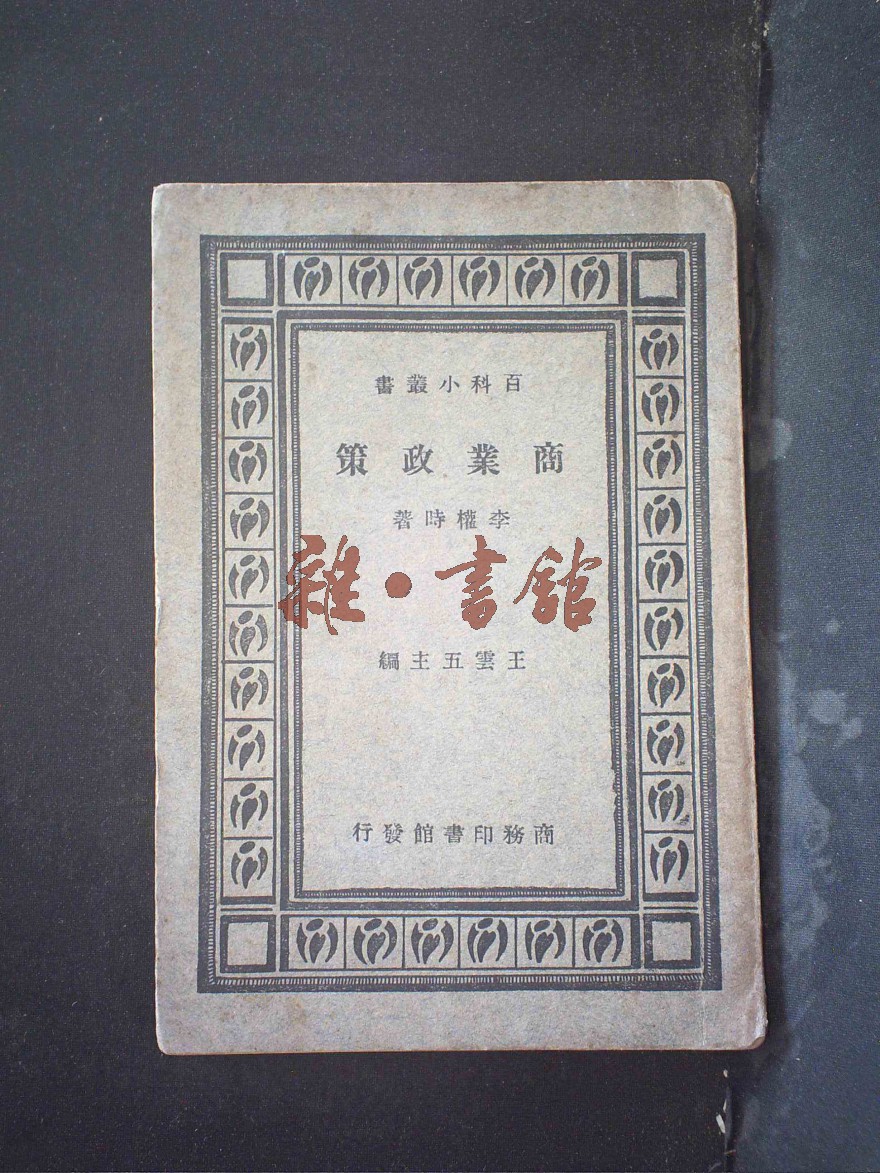 百科小叢書
商業政策
李權時著
雜·書館
王雲五主編
商務印書館發行